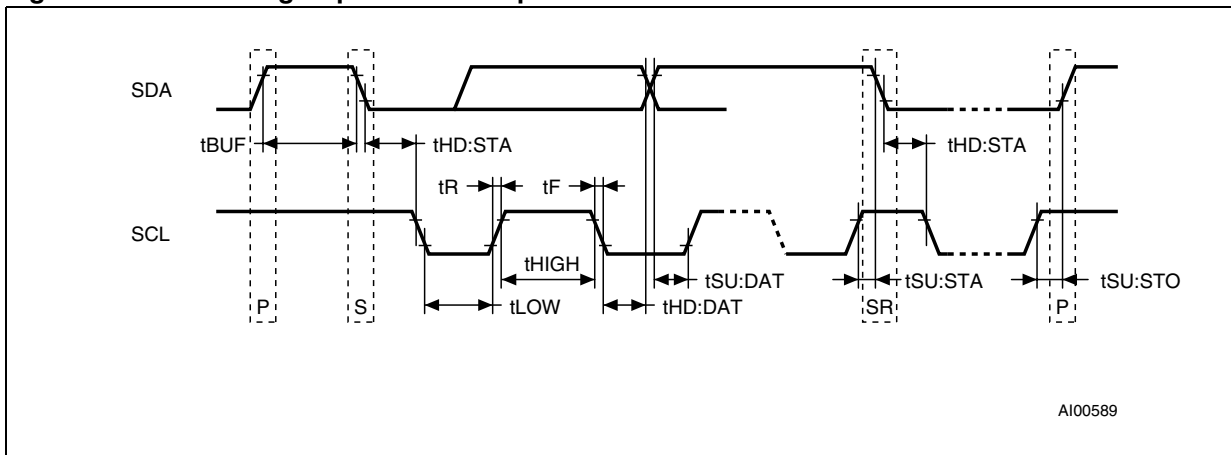 SDA
tBUF
tHD:STA
tHD:STA
tR
tF
SCL
tHIGH
tSU:DAT
tSU:STA
tSU:STO
P
S
tLOW
tHD:DAT
SR
P
AI00589